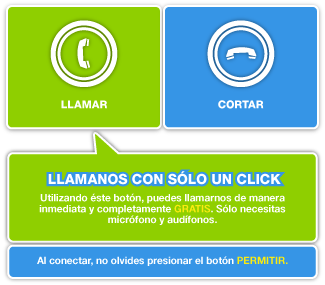 LLAMAR
CORTAR
LLAMANOS CON SÓLO UN CLICK
Utilizando éste botón, puedes llamarnos de manera
inmediata y completamente GRATIS. Sólo necesitas
micrófono y audífonos.
Al conectar, no olvides presionar el botón PERMITIR.